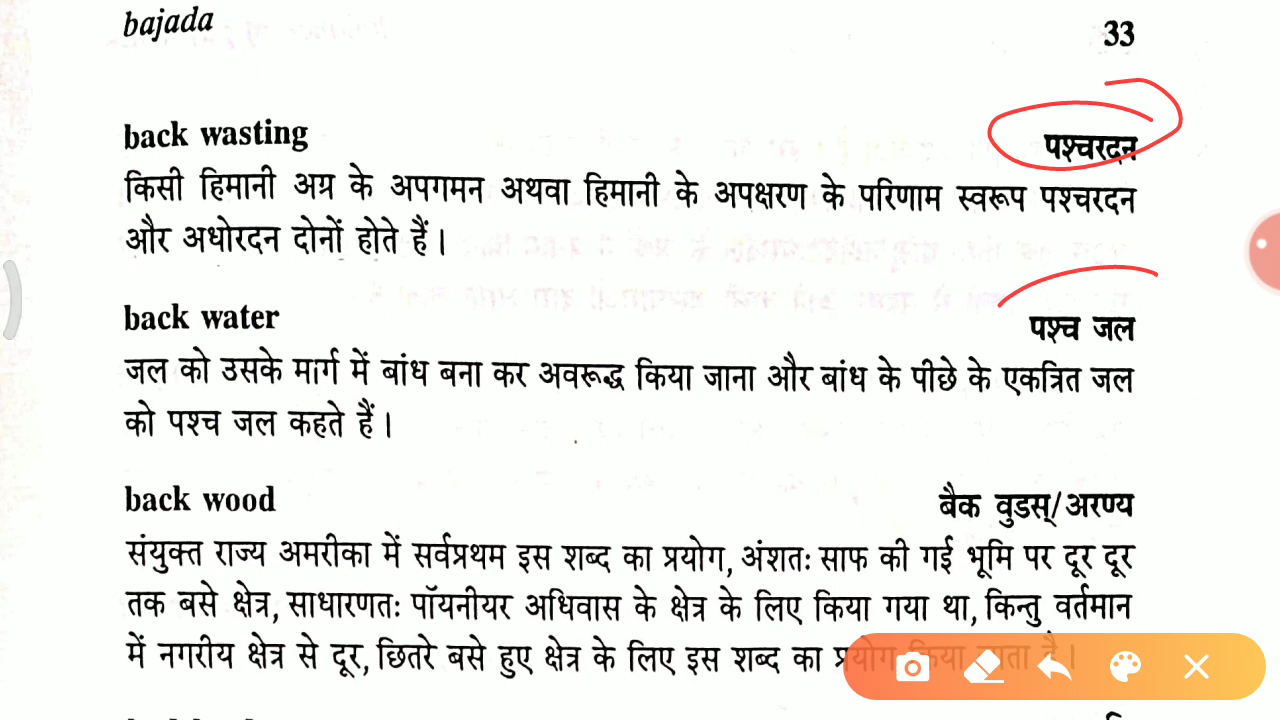 bajada 33
back wasting पश्चरदन
किसी हिमानी अग्र के अपगमन अथवा हिमानी के अपक्षरण के परिणाम स्वरूप पश्चरदन
और अधोरदन दोनों होते हैं।
back water पश्च जल
जल को उसके मार्ग में बांध बना कर अवरूद्ध किया जाना और बांध के पीछे के एकत्रित जल
को पश्च जल कहते हैं।
back wood बैक वुडस्/अरण्य
संयुक्त राज्य अमरीका में सर्वप्रथम इस शब्द का प्रयोग, अंशतः साफ की गई भूमि पर दूर दूर
तक बसे क्षेत्र, साधारणतः पॉयनीयर अधिवास के क्षेत्र के लिए किया गया था, किन्तु वर्तमान
में नगरीय क्षेत्र से दूर, छितरे बसे हुए क्षेत्र के लिए इस शब्द का प्रयोग किया जाता है।